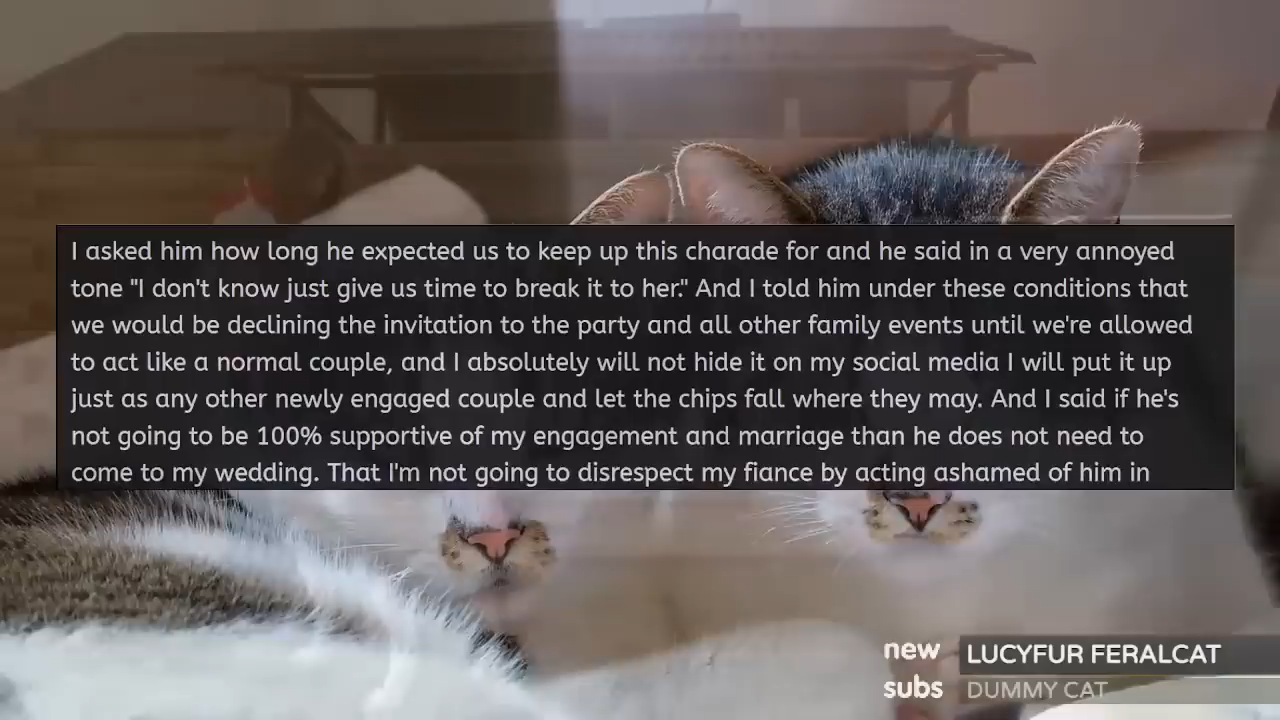 I asked him how long he expected us to keep up this charade for and he said in a very annoyed
tone "I don't know just give us time to break it to her." And I told him under these conditions that
we would be declining the invitation to the party and all other family events until we're allowed
to act like a normal couple, and I absolutely will not hide it on my social media I will put it up
just as any other newly engaged couple and let the chips fall where they may. And I said if he's
not going to be 100% supportive of my engagement and marriage than he does not need to
come to my wedding. That I'm not going to disrespect my fiance by acting ashamed of him in
new
subs
LUCYFUR FERALCAT
DUMMY CAT